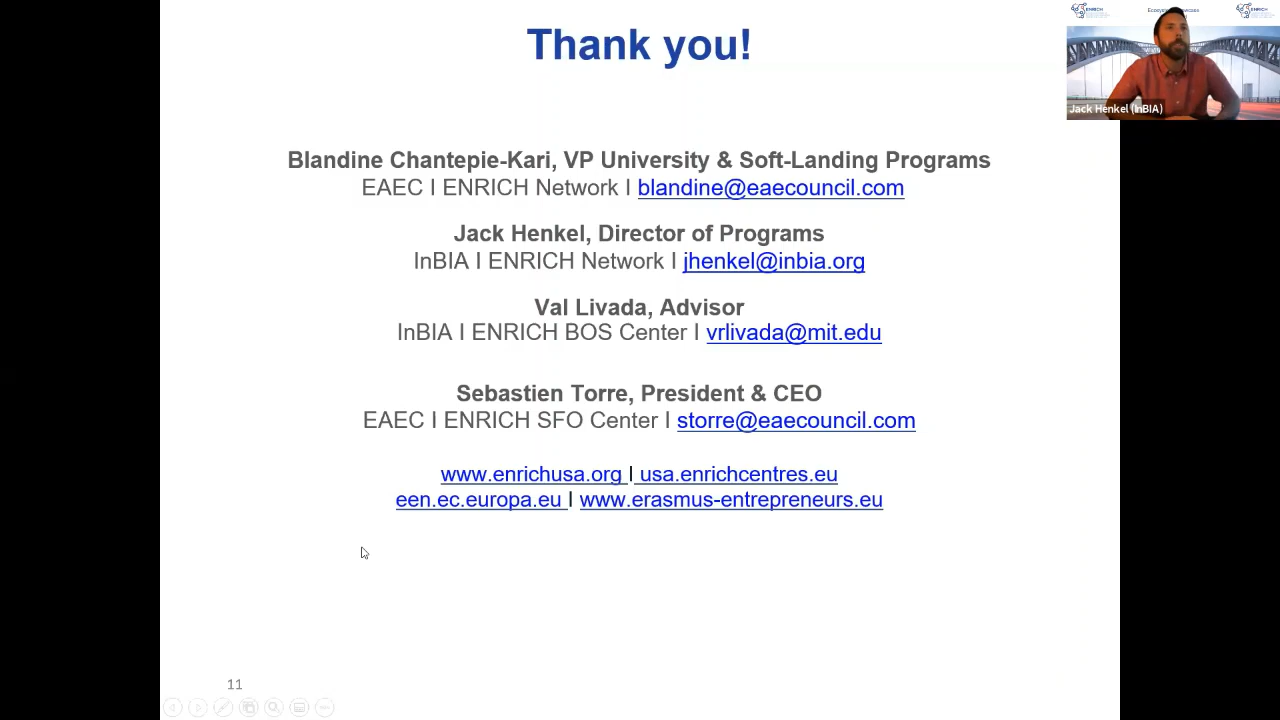 Thank you!
ENRICH
ENRICH
Jack Henkel (InBIA)
Blandine Chantepie-Kari, VP University & Soft-Landing Programs
EAEC I ENRICH Network I blandine@eaecouncil.com
Jack Henkel, Director of Programs
InBIA I ENRICH Network I jhenkel@inbia.org
Val Livada, Advisor
InBIA I ENRICH BOS Center I vrlivada@mit.edu
Sebastien Torre, President & CEO
EAEC I ENRICH SFO Center I storre@eaecouncil.com
www.enrichusa.org I usa.enrichcentres.eu
een.ec.europa.eu I www.erasmus-entrepreneurs.eu
11